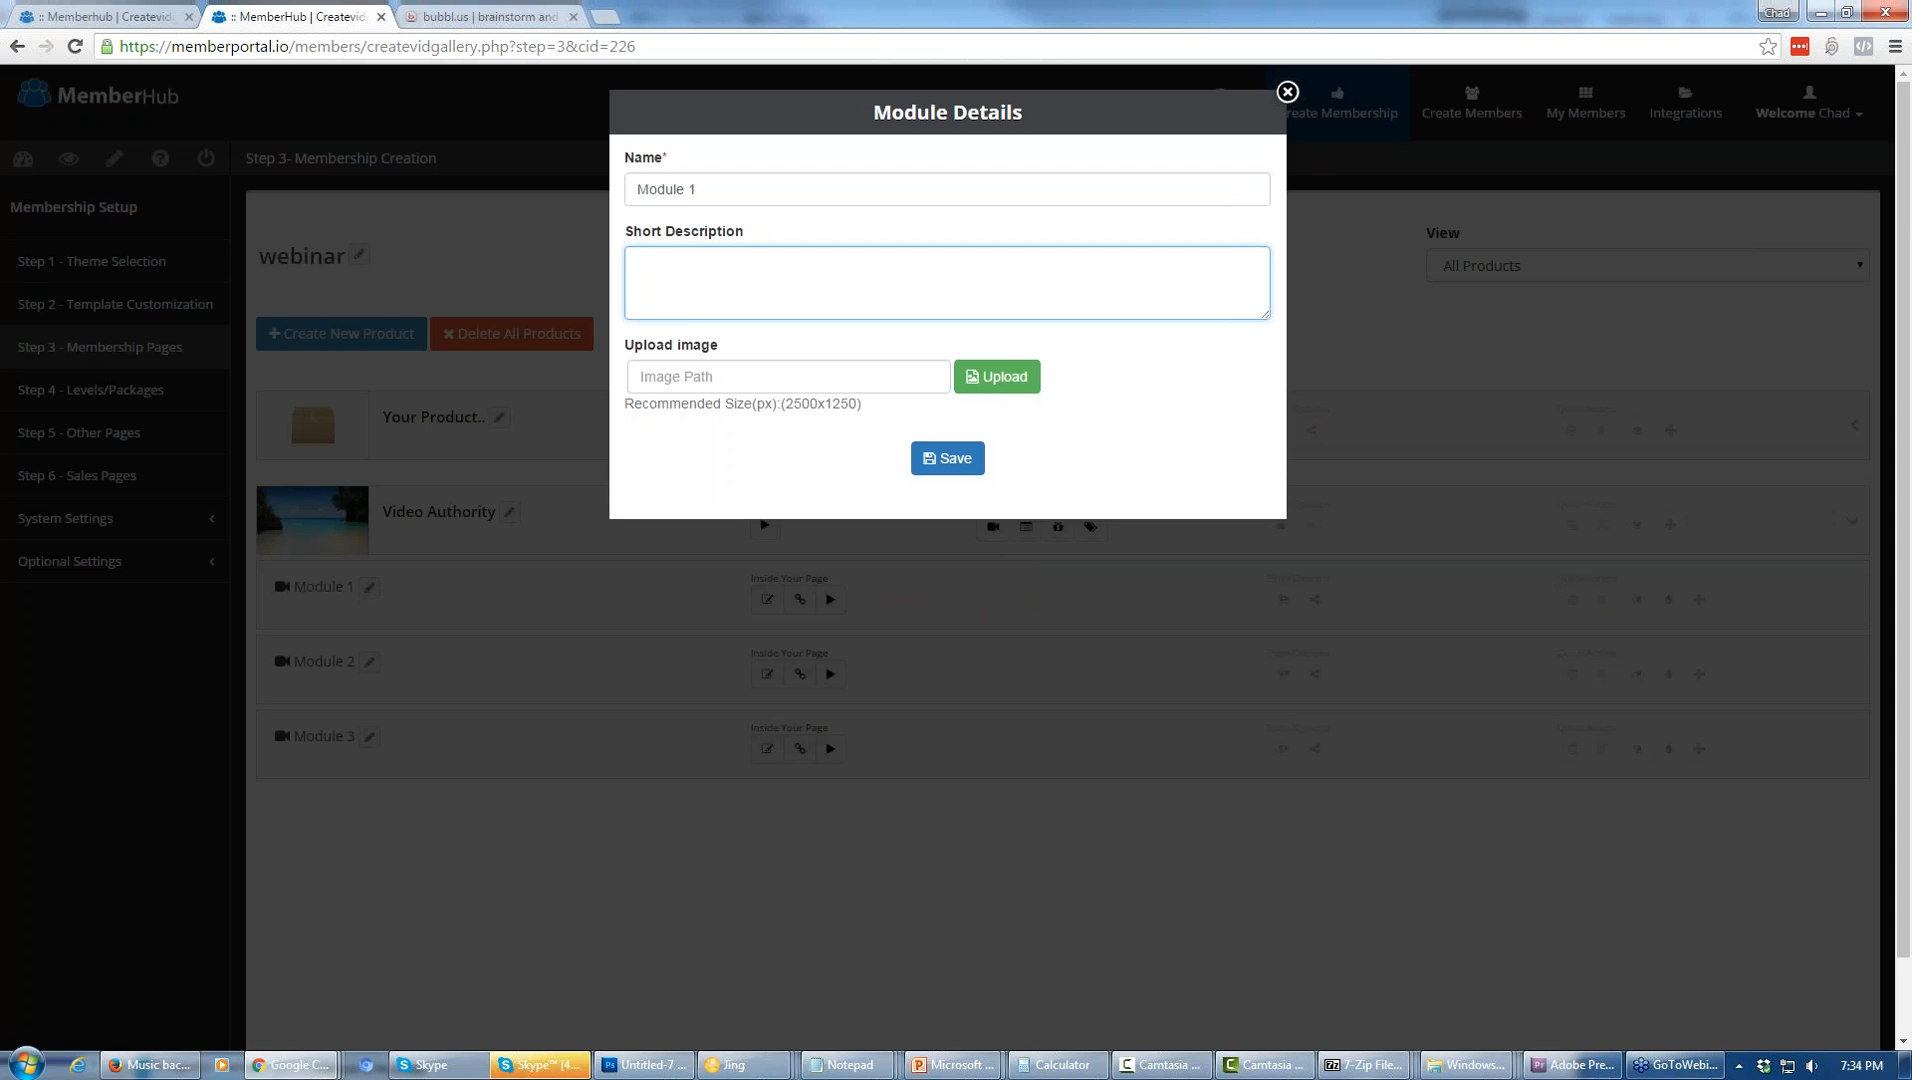 :: Memberhub | Createvid
:: MemberHub | Createvid
bubbl.us | brainstorm and
Chad
https://memberportal.io/members/createvidgallery.php?step=3&cid=226
MemberHub
Create Members
My Members
Integrations
Welcome Chad
Step 3- Membership Creation
Module Details
Name*
Module 1
Short Description
Upload image
Image Path
Upload
Recommended Size(px):(2500x1250)
Save
Membership Setup
Step 1 - Theme Selection
Step 2 - Template Customization
Step 3 - Membership Pages
Step 4 - Levels/Packages
Step 5 - Other Pages
Step 6 - Sales Pages
System Settings
Optional Settings
webinar
View
All Products
Create New Product
Delete All Products
Your Product..
Video Authority
Module 1
Inside Your Page
Module 2
Inside Your Page
Module 3
Inside Your Page
Music bac...
Google C...
Skype
Skype™ [4...
Untitled-7 ...
Jing
Notepad
Microsoft ...
Calculator
Camtasia ...
Camtasia ...
7-Zip File...
Windows...
Adobe Pre...
GoToWebi...
7:34 PM